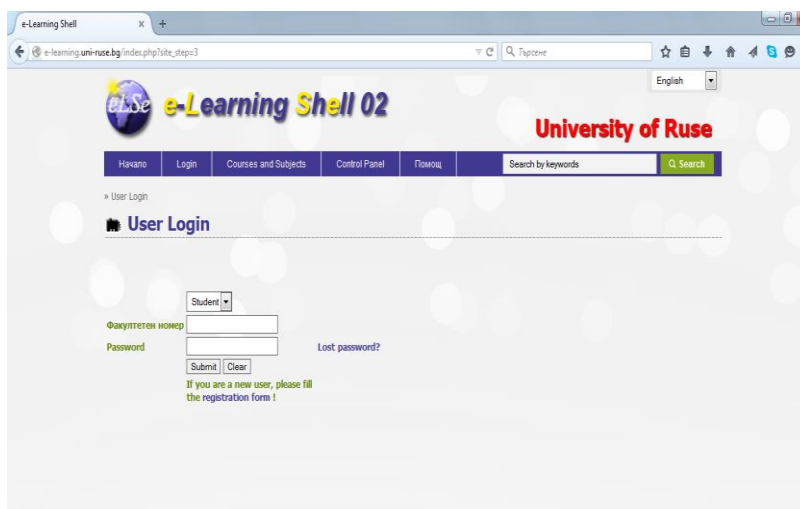 e-Learning Shell
e-learning.uni-ruse.bg/index.php?site_step=3
Търсене
English
eLSe
e-Learning Shell 02
University of Ruse
Начало
Login
Courses and Subjects
Control Panel
Помощ
Search by keywords
Search
» User Login
User Login
Student
Факултетен номер
Password
Lost password?
Submit Clear
If you are a new user, please fill
the registration form !